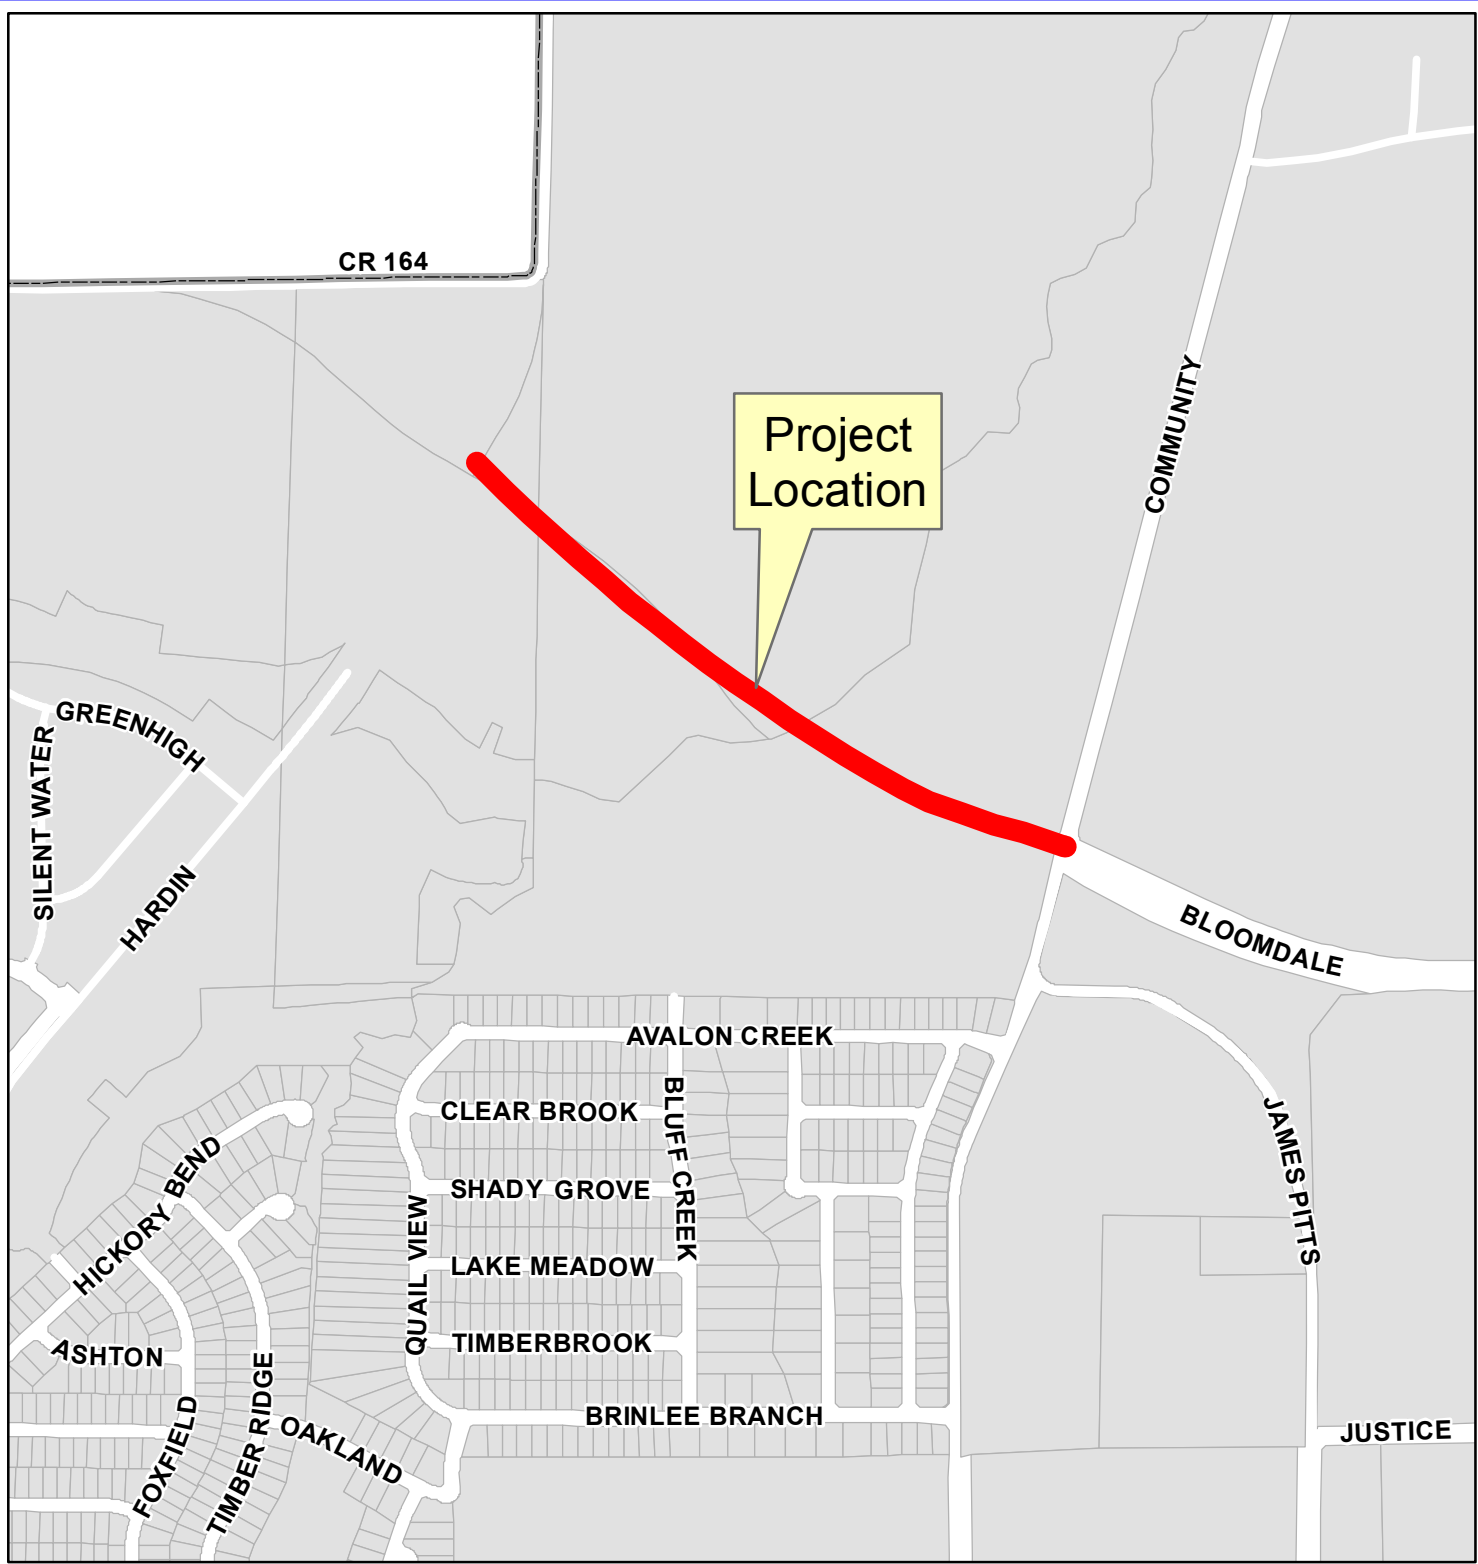 CR 164
Project
Location
COMMUNITY
GREENHIGH
SILENT WATER
HARDIN
BLOOMDALE
AVALON CREEK
CLEAR BROOK
BLUFF CREEK
SHADY GROVE
QUAIL VIEW
LAKE MEADOW
TIMBERBROOK
BRINLEE BRANCH
HICKORY BEND
ASHTON
FOXFIELD
TIMBER RIDGE
OAKLAND
JAMES PITTS
JUSTICE